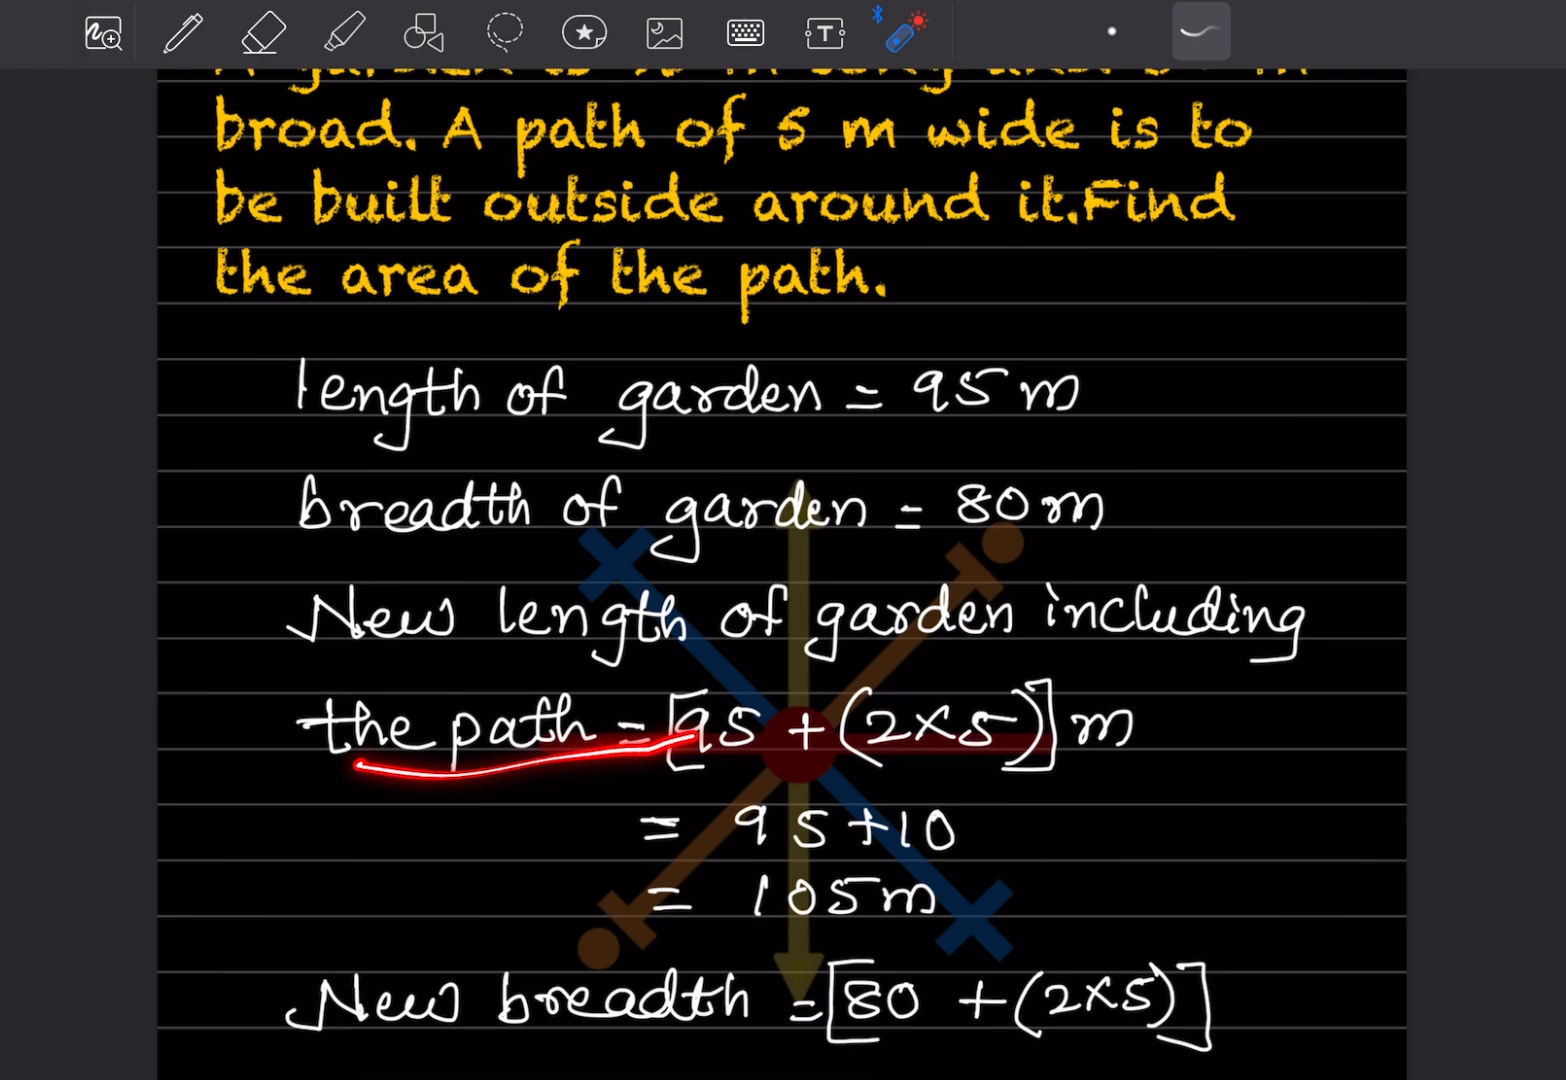 broad. A path of 5 m wide is to
be built outside around it.Find
the area of the path.
length of garden = 95 m
breadth of garden = 80 m
New length of garden including
the path = [95 + (2×5)] m
= 95+10
= 105m
New breadth = [80 + (2×5)]